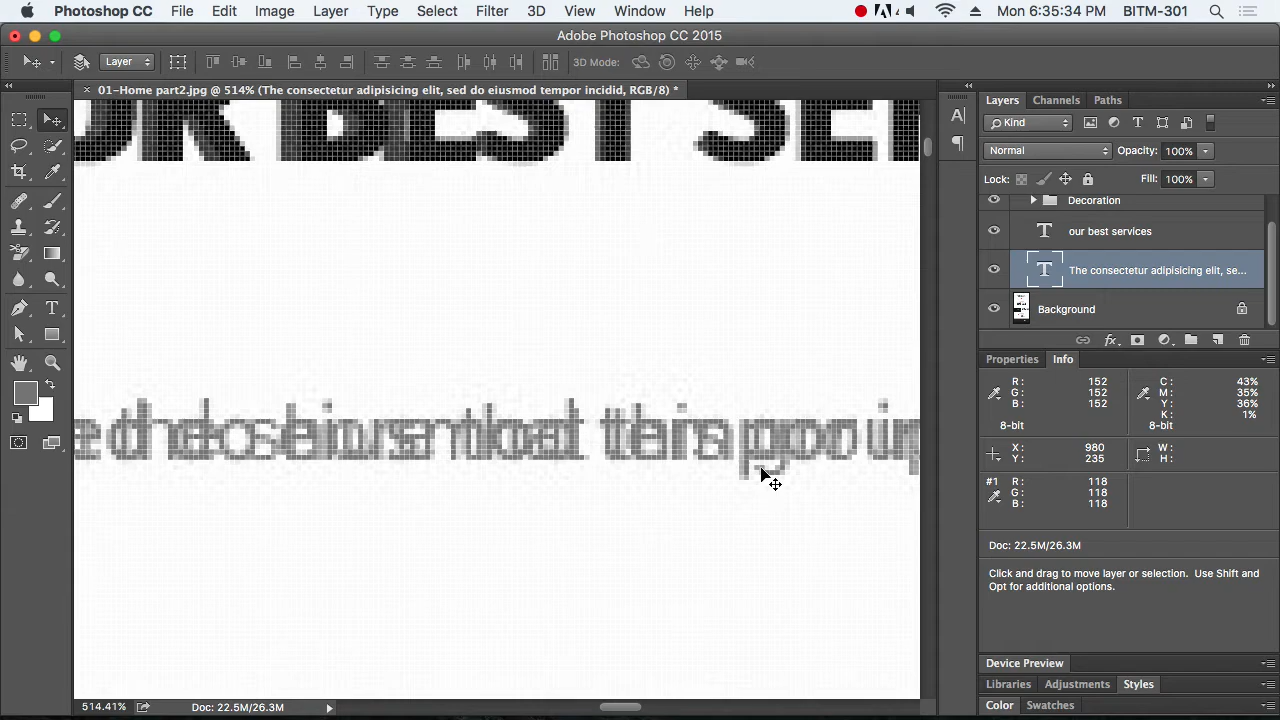 Photoshop CC File Edit Image Layer Type Select Filter 3D View Window Help Mon 6:35:34 PM BITM-301
Adobe Photoshop CC 2015
Layer 3D Mode:
× 01-Home part2.jpg @ 514% (The consectetur adipisicing elit, sed do eiusmod tempor incidid, RGB/8) *
BEST
Layers Channels Paths
Kind
Normal Opacity: 100%
Lock: Fill: 100%
Decoration
our best services
The consectetur adipisicing elit, se...
Background
Properties Info
R: 152 C: 43%
G: 152 M: 35%
B: 152 Y: 36%
K: 1%
8-bit 8-bit
X: 980 W:
Y: 235 H:
#1 R: 118
G: 118
B: 118
Doc: 22.5M/26.3M
Click and drag to move layer or selection. Use Shift and
Opt for additional options.
Device Preview
Libraries Adjustments Styles
Color Swatches
514.41% Doc: 22.5M/26.3M